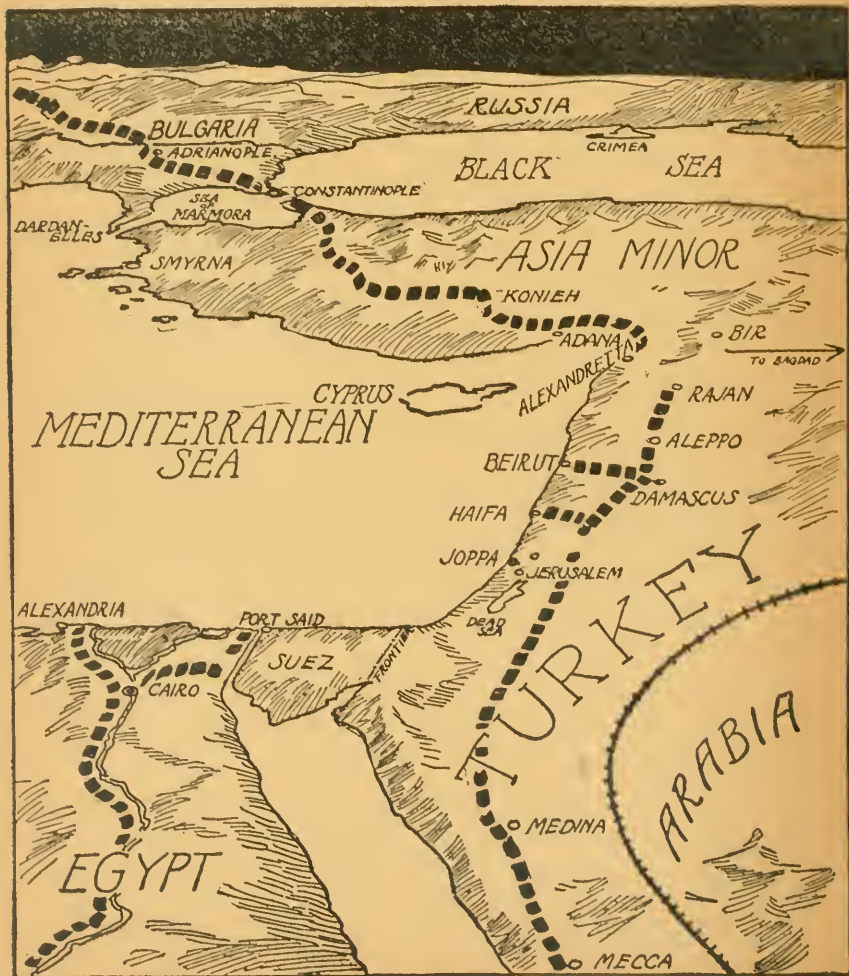 RUSSIA
BULGARIA
ADRIANOPLE
CRIMEA
BLACK SEA
CONSTANTINOPLE
SEA
OF
MARMORA
DARDAN-
ELLES
SMYRNA
ASIA MINOR
KONIEH
ADANA
BIR
TO BAGDAD
ALEXANDRETTA
CYPRUS
RAJAN
MEDITERRANEAN
SEA
ALEPPO
BEIRUT
DAMASCUS
HAIFA
JOPPA
JERUSALEM
DEAD
SEA
TURKEY
ALEXANDRIA
PORT SAID
SUEZ
FRONTIER
CAIRO
ARABIA
MEDINA
EGYPT
MECCA